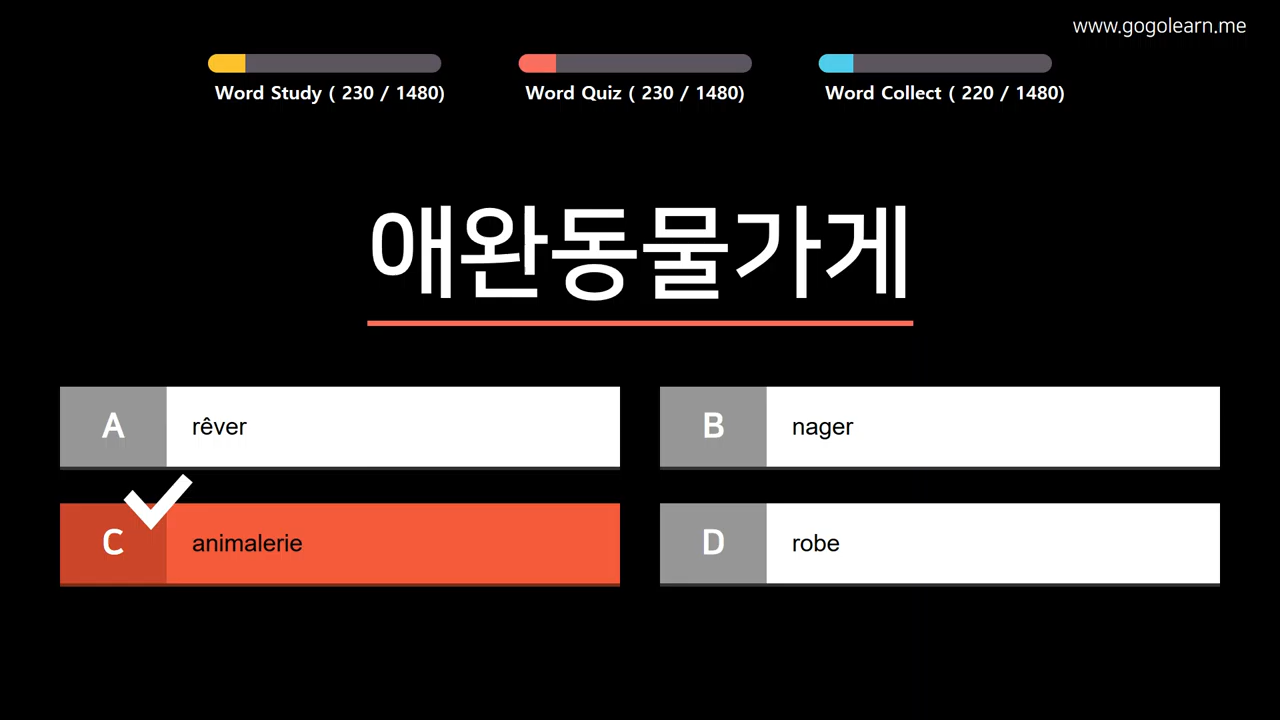 www.gogolearn.me
Word Study ( 230 / 1480)
Word Quiz ( 230 / 1480)
Word Collect ( 220 / 1480)
애완동물가게
A rêver
B nager
C animalerie
D robe